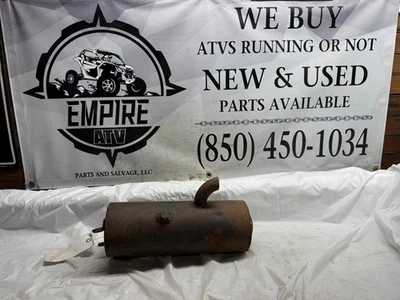 EMPIRE
ATV
PARTS AND SALVAGE, LLC
WE BUY
ATVS RUNNING OR NOT
NEW & USED
PARTS AVAILABLE
(850) 450-1034